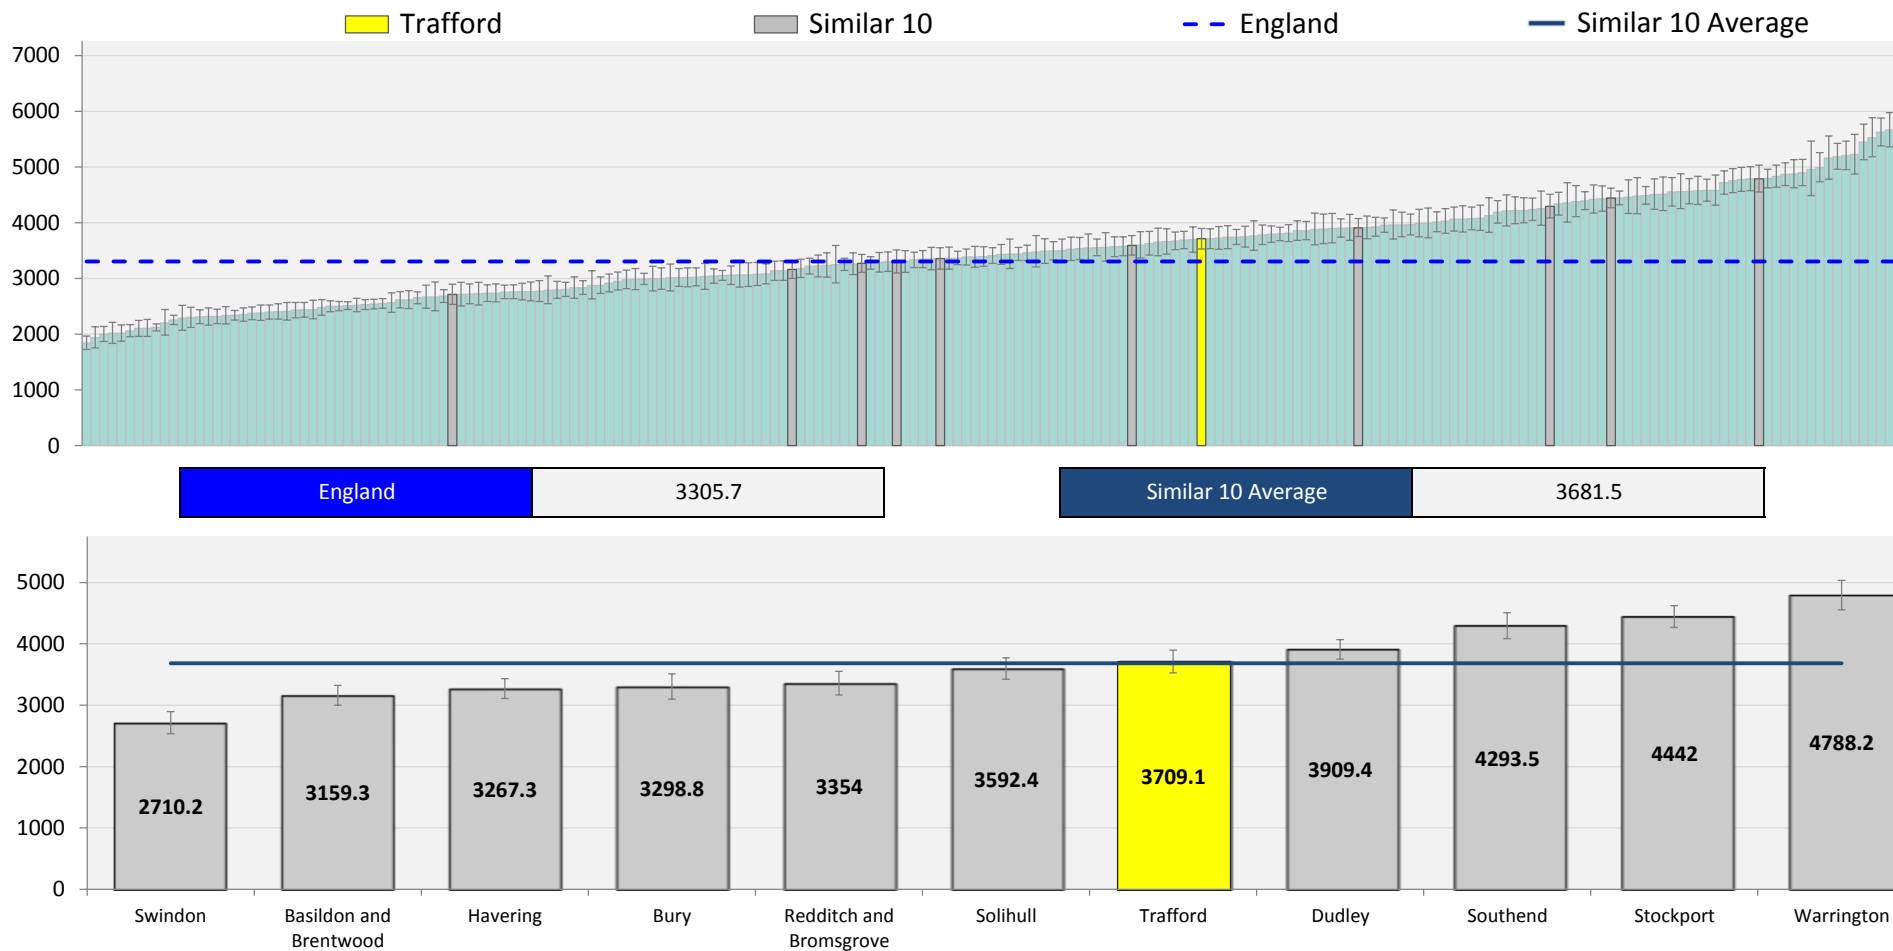 Trafford Similar 10 England Similar 10 Average
7000
6000
5000
4000
3000
2000
1000
0
England 3305.7 Similar 10 Average 3681.5
5000
4000
3000
2000
1000
0
2710.2 3159.3 3267.3 3298.8 3354 3592.4 3709.1 3909.4 4293.5 4442 4788.2
Swindon Basildon and Havering Bury Redditch and Solihull Trafford Dudley Southend Stockport Warrington
Brentwood Bromsgrove